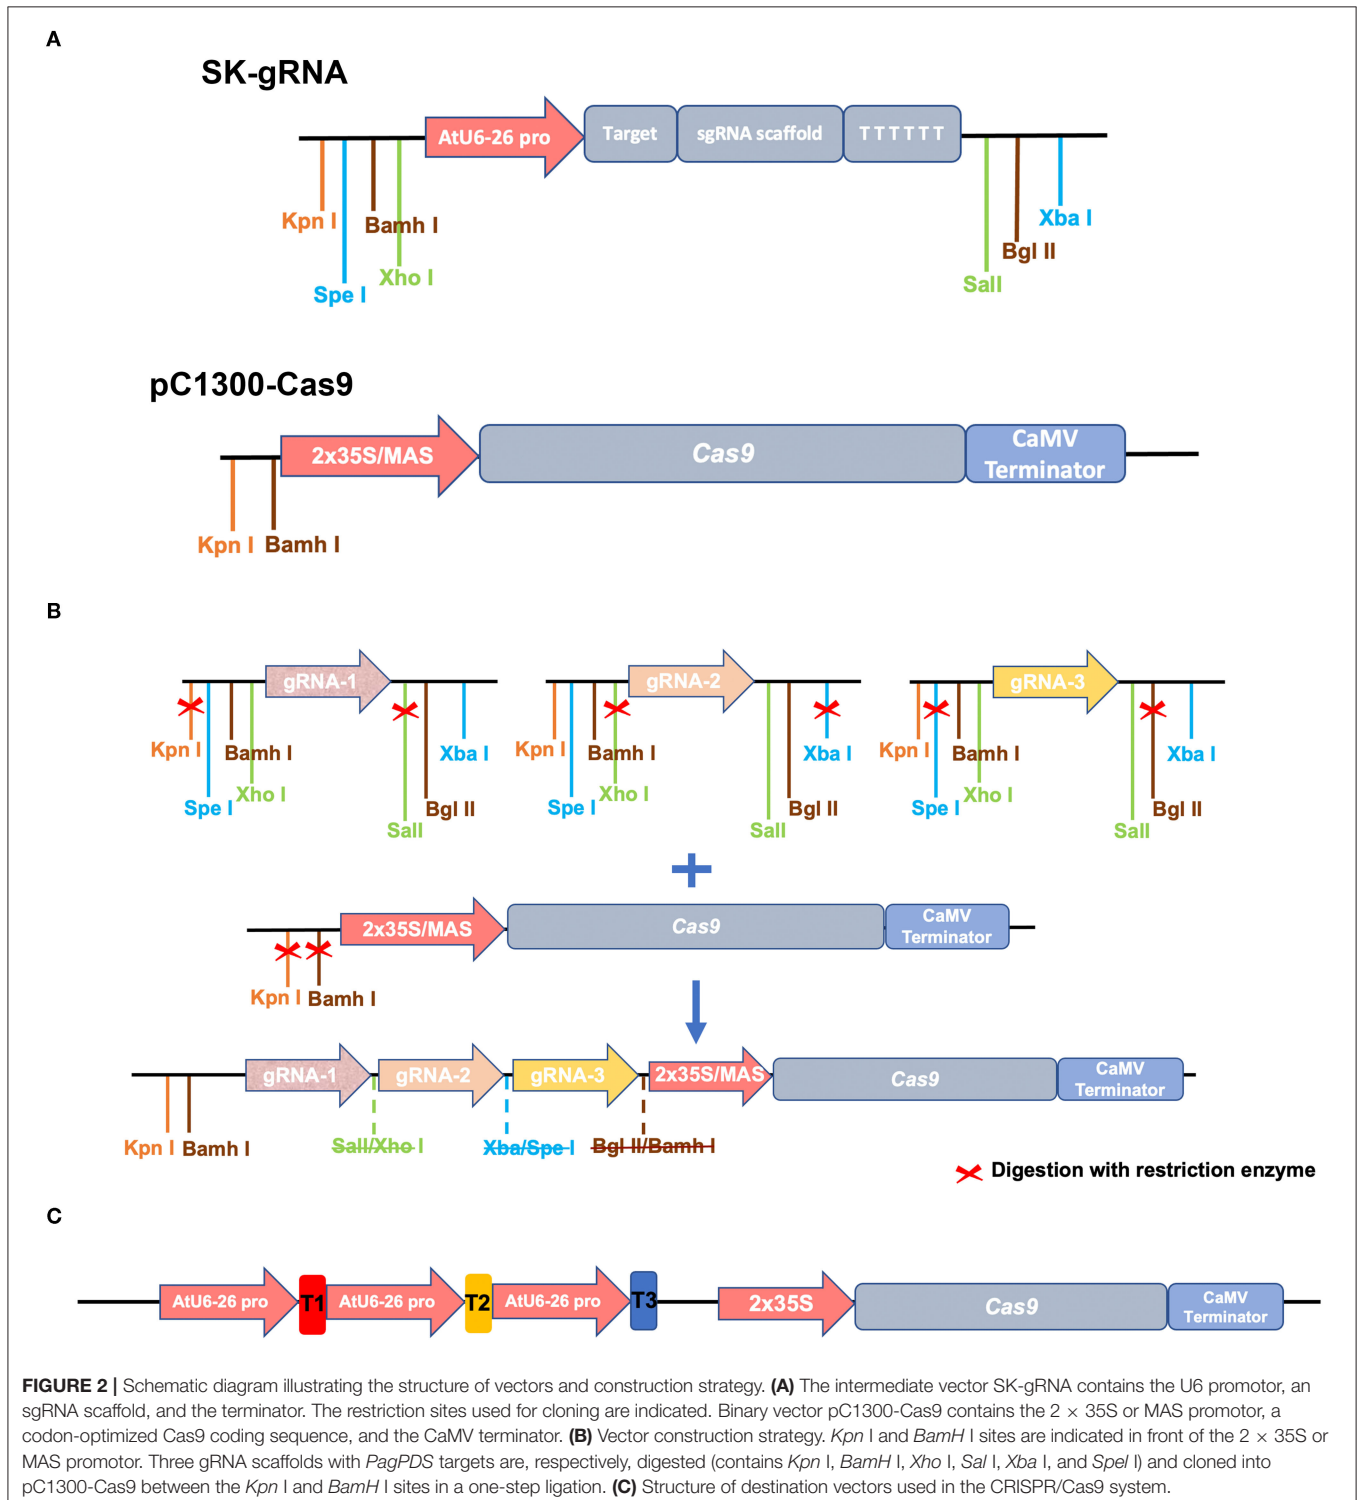 A
SK-gRNA
AtU6-26 pro Target sgRNA scaffold T T T T T T
Kpn I Bamh I Xba I
Xho I Bgl II
Spe I SalI
pC1300-Cas9
2x35S/MAS Cas9 CaMV
Terminator
Kpn I Bamh I
B
gRNA-1 gRNA-2 gRNA-3
Kpn I Bamh I Xba I Kpn I Bamh I Xba I Kpn I Bamh I Xba I
Spe I Xho I Bgl II Spe I Xho I Bgl II Spe I Xho I Bgl II
SalI SalI SalI
2x35S/MAS Cas9 CaMV
Terminator
Kpn I Bamh I
gRNA-1 gRNA-2 gRNA-3 2x35S/MAS Cas9 CaMV
Terminator
Kpn I Bamh I SalI/Xho I Xba/Spe I Bgl II/Bamh I
Digestion with restriction enzyme
C
AtU6-26 pro T1 AtU6-26 pro T2 AtU6-26 pro T3 2x35S Cas9 CaMV
Terminator
FIGURE 2 | Schematic diagram illustrating the structure of vectors and construction strategy. (A) The intermediate vector SK-gRNA contains the U6 promotor, an
sgRNA scaffold, and the terminator. The restriction sites used for cloning are indicated. Binary vector pC1300-Cas9 contains the 2 × 35S or MAS promotor, a
codon-optimized Cas9 coding sequence, and the CaMV terminator. (B) Vector construction strategy. Kpn I and BamH I sites are indicated in front of the 2 × 35S or
MAS promotor. Three gRNA scaffolds with PagPDS targets are, respectively, digested (contains Kpn I, BamH I, Xho I, Sal I, Xba I, and SpeI I) and cloned into
pC1300-Cas9 between the Kpn I and BamH I sites in a one-step ligation. (C) Structure of destination vectors used in the CRISPR/Cas9 system.